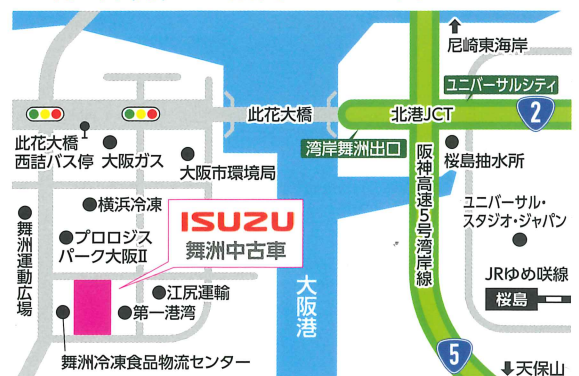 尼崎東海岸
ユニバーサルシティ
此花大橋
北港JCT
2
湾岸舞洲出口
此花大橋
西詰バス停
大阪ガス
大阪市環境局
桜島抽水所
阪神高速5号湾岸線
横浜冷凍
ISUZU
舞洲中古車
ユニバーサル・
スタジオ・ジャパン
舞洲運動広場
プロロジス
パーク大阪Ⅱ
大阪港
JRゆめ咲線
桜島
江尻運輸
第一港湾
舞洲冷凍食品物流センター
5
天保山